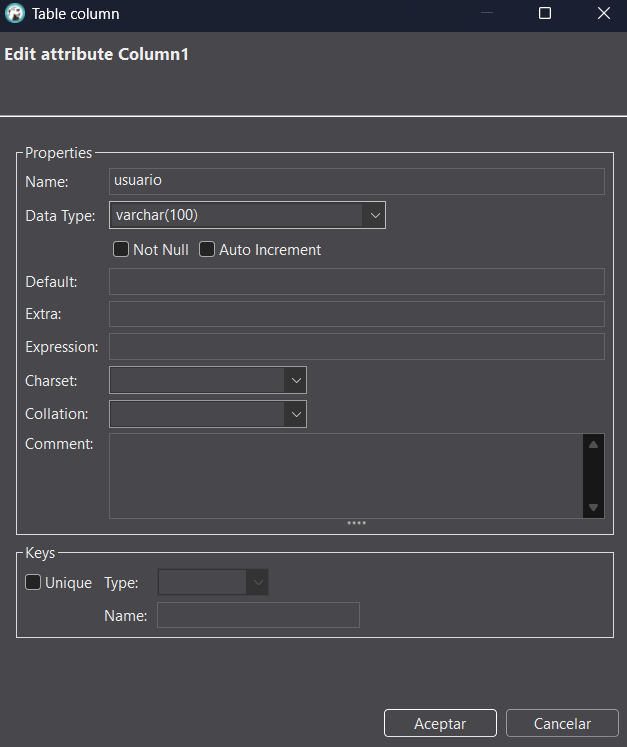 Table column
Edit attribute Column1
Properties
Name: usuario
Data Type: varchar(100)
Not Null Auto Increment
Default:
Extra:
Expression:
Charset:
Collation:
Comment:
Keys
Unique Type:
Name:
Aceptar Cancelar